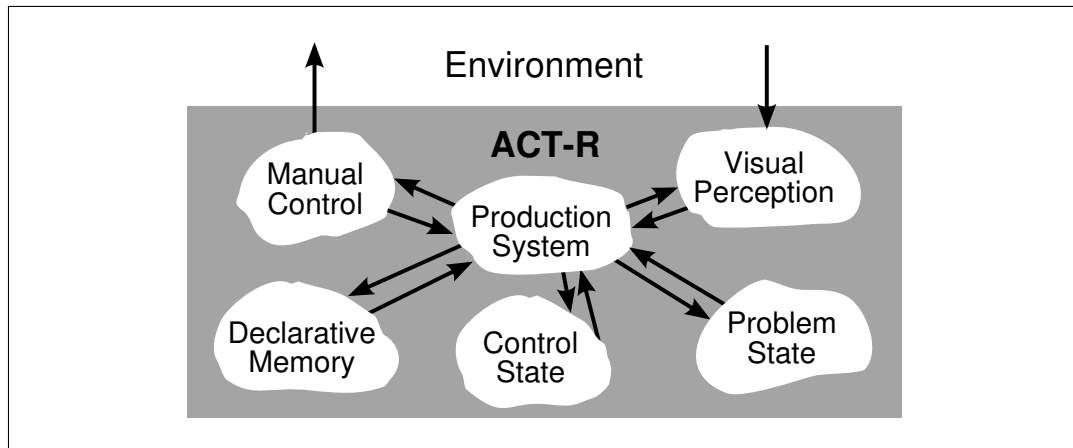 Environment
ACT-R
Manual
Control
Visual
Perception
Production
System
Declarative
Memory
Control
State
Problem
State